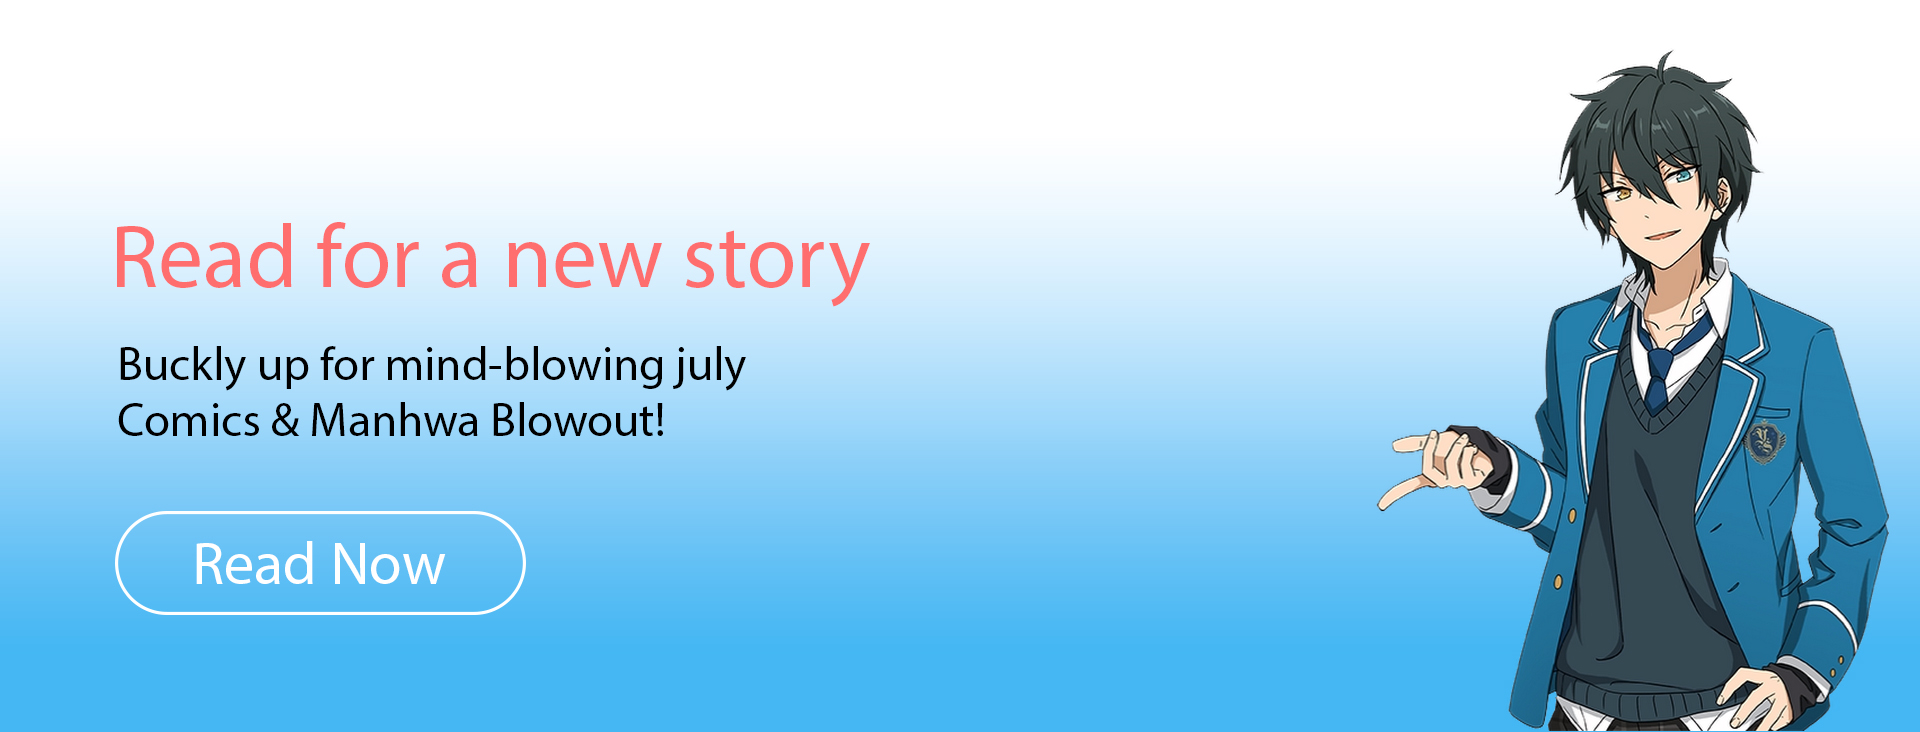 Read for a new story
Buckly up for mind-blowing july
Comics & Manhwa Blowout!
Read Now